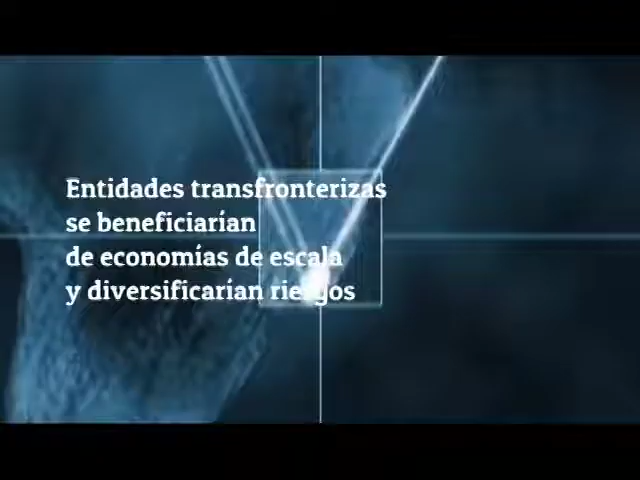 Entidades transfronterizas
se beneficiarían
de economías de escala
y diversificarían riesgos